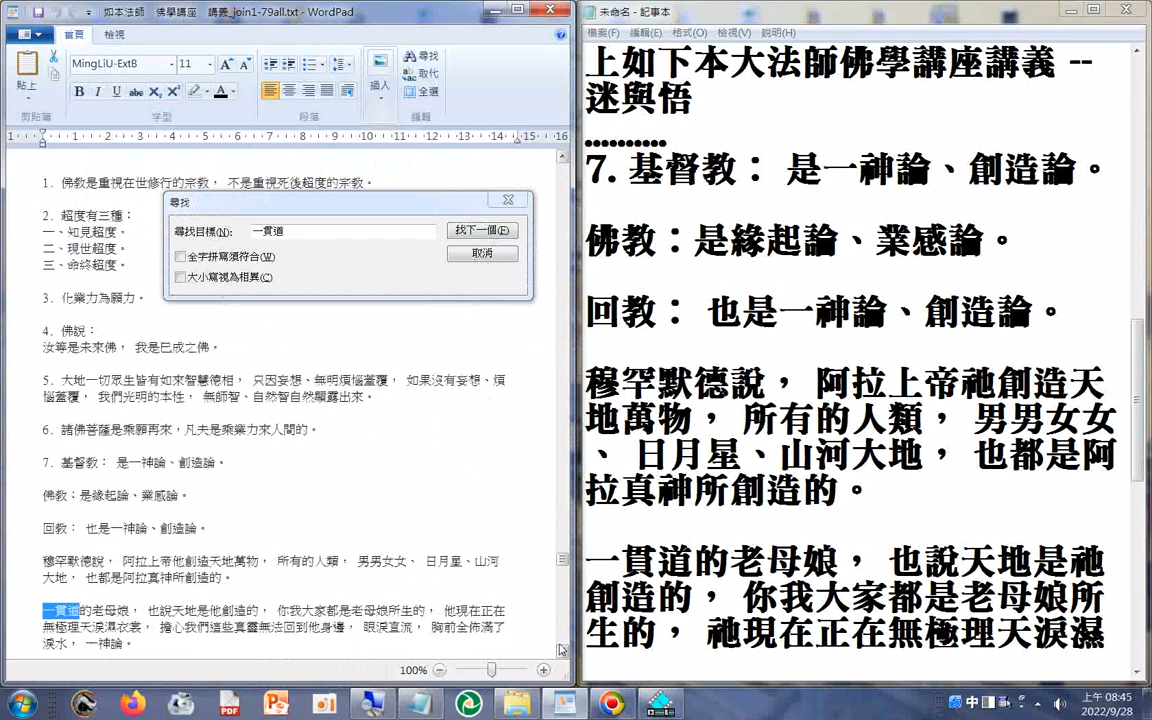 如本法師 佛學講座 講義_join1-79all.txt - WordPad
首頁
檢視
MingLiU-ExtB
11
貼上
插入
尋找
取代
全選
剪貼簿
字型
段落
編輯
1. 佛教是重視在世修行的宗教， 不是重視死後超度的宗教。
2. 超度有三種：
一、知見超度。
二、現世超度。
三、命終超度。
3. 化業力為願力。
4. 佛說：
汝等是未來佛， 我是已成之佛。
5. 大地一切眾生皆有如來智慧德相， 只因妄想、無明煩惱蓋覆， 如果沒有妄想、煩
惱蓋覆， 我們光明的本性， 無師智、自然智自然顯露出來。
6. 諸佛菩薩是乘願再來，凡夫是乘業力來人間的。
7. 基督教： 是一神論、創造論。
佛教：是緣起論、業感論。
回教： 也是一神論、創造論。
穆罕默德說， 阿拉上帝他創造天地萬物， 所有的人類， 男男女女、 日月星、山河
大地， 也都是阿拉真神所創造的。
一貫道的老母娘， 也說天地是他創造的， 你我大家都是老母娘所生的， 他現在正在
無極理天淚濕衣裳， 擔心我們這些真靈無法回到他身邊， 眼淚直流， 胸前全佈滿了
淚水， 一神論。
100%
尋找
尋找目標(N):
一貫道
找下一個(F)
取消
全字拼寫須符合(W)
大小寫視為相異(C)
未命名 - 記事本
檔案(F) 編輯(E) 格式(O) 檢視(V) 說明(H)
上如下本大法師佛學講座講義 --
迷與悟
..........
7. 基督教： 是一神論、創造論。
佛教：是緣起論、業感論。
回教： 也是一神論、創造論。
穆罕默德說， 阿拉上帝祂創造天
地萬物， 所有的人類， 男男女女
、 日月星、山河大地， 也都是阿
拉真神所創造的。
一貫道的老母娘， 也說天地是祂
創造的， 你我大家都是老母娘所
生的， 祂現在正在無極理天淚濕
中
上午 08:45
2022/9/28